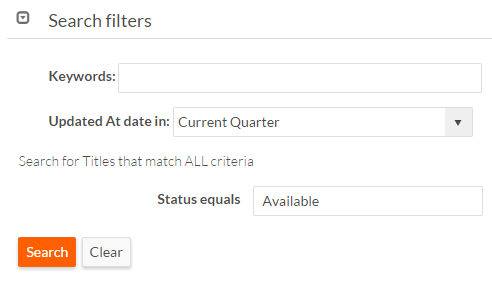 Search filters
Keywords:
Updated At date in: Current Quarter
Search for Titles that match ALL criteria
Status equals Available
Search Clear